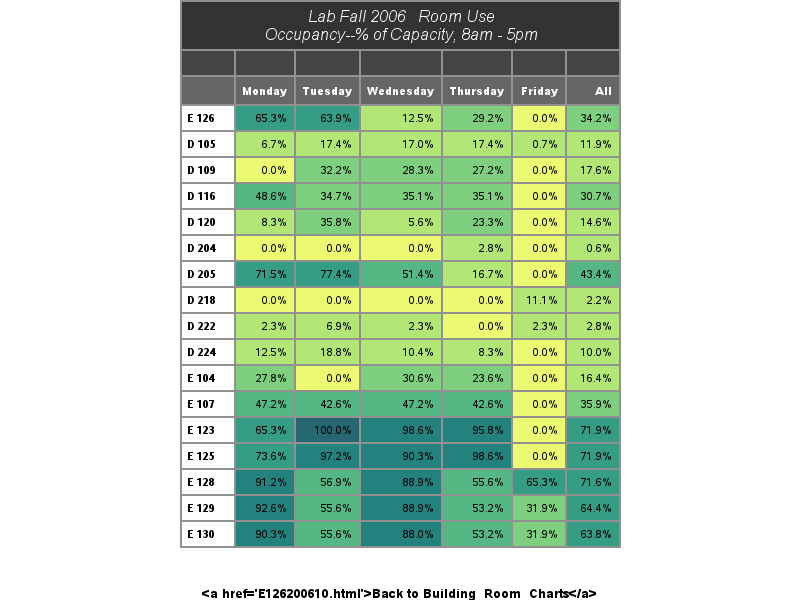 Lab Fall 2006 Room Use
Occupancy--% of Capacity, 8am - 5pm
Monday Tuesday Wednesday Thursday Friday All
E 126 65.3% 63.9% 12.5% 29.2% 0.0% 34.2%
D 105 6.7% 17.4% 17.0% 17.4% 0.7% 11.9%
D 109 0.0% 32.2% 28.3% 27.2% 0.0% 17.6%
D 116 48.6% 34.7% 35.1% 35.1% 0.0% 30.7%
D 120 8.3% 35.8% 5.6% 23.3% 0.0% 14.6%
D 204 0.0% 0.0% 0.0% 2.8% 0.0% 0.6%
D 205 71.5% 77.4% 51.4% 16.7% 0.0% 43.4%
D 218 0.0% 0.0% 0.0% 0.0% 11.1% 2.2%
D 222 2.3% 6.9% 2.3% 0.0% 2.3% 2.8%
D 224 12.5% 18.8% 10.4% 8.3% 0.0% 10.0%
E 104 27.8% 0.0% 30.6% 23.6% 0.0% 16.4%
E 107 47.2% 42.6% 47.2% 42.6% 0.0% 35.9%
E 123 65.3% 100.0% 98.6% 95.8% 0.0% 71.9%
E 125 73.6% 97.2% 90.3% 98.6% 0.0% 71.9%
E 128 91.2% 56.9% 88.9% 55.6% 65.3% 71.6%
E 129 92.6% 55.6% 88.9% 53.2% 31.9% 64.4%
E 130 90.3% 55.6% 88.0% 53.2% 31.9% 63.8%
<a href='E126200610.html'>Back to Building_Room_Charts</a>